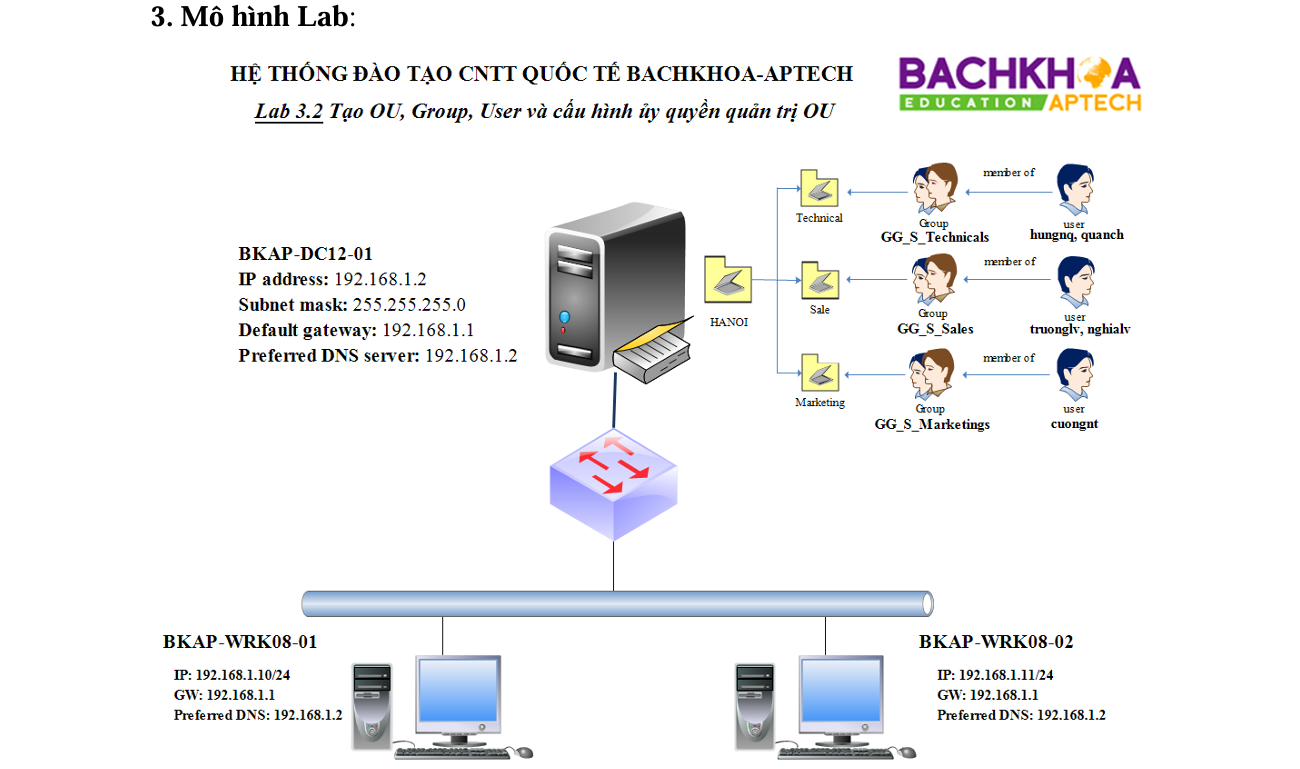 3. Mô hình Lab:
HỆ THỐNG ĐÀO TẠO CNTT QUỐC TẾ BACHKHOA-APTECH
Lab 3.2 Tạo OU, Group, User và cấu hình ủy quyền quản trị OU
BACHKHOA
EDUCATION APTECH
BKAP-DC12-01
IP address: 192.168.1.2
Subnet mask: 255.255.255.0
Default gateway: 192.168.1.1
Preferred DNS server: 192.168.1.2
HANOI
Technical
Group
GG_S_Technicals
member of
user
hungnq, quanch
Sale
Group
GG_S_Sales
member of
user
truonglv, nghialv
Marketing
Group
GG_S_Marketings
member of
user
cuongnt
BKAP-WRK08-01
IP: 192.168.1.10/24
GW: 192.168.1.1
Preferred DNS: 192.168.1.2
BKAP-WRK08-02
IP: 192.168.1.11/24
GW: 192.168.1.1
Preferred DNS: 192.168.1.2